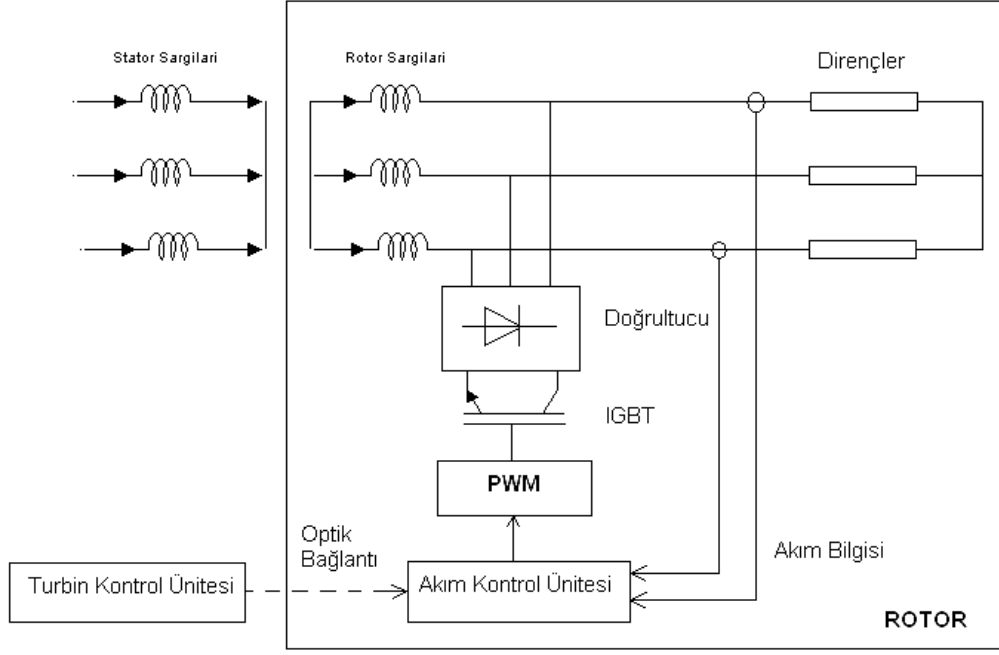 Stator Sargilari
Rotor Sargilari
Dirençler
Doğrultucu
IGBT
PWM
Optik
Bağlantı
Akım Bilgisi
Turbin Kontrol Ünitesi
Akım Kontrol Ünitesi
ROTOR